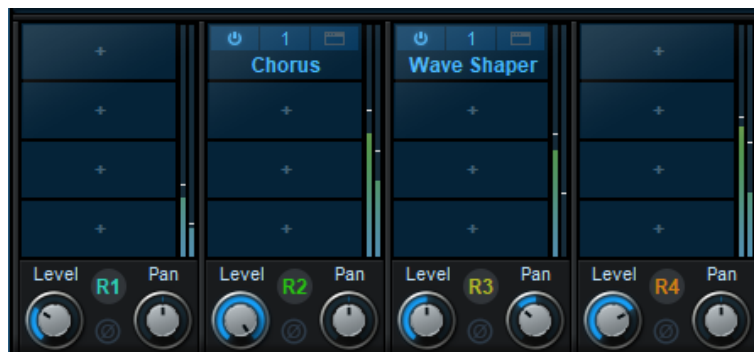 1
1
Chorus
Wave Shaper
Level R1 Pan
Level R2 Pan
Level R3 Pan
Level R4 Pan